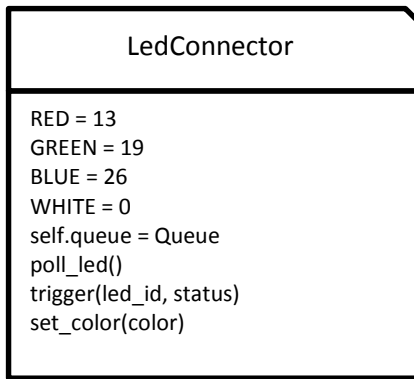 LedConnector
RED = 13
GREEN = 19
BLUE = 26
WHITE = 0
self.queue = Queue
poll_led()
trigger(led_id, status)
set_color(color)